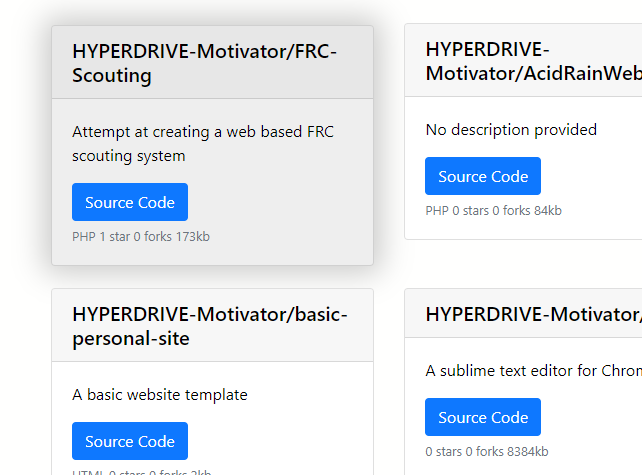 HYPERDRIVE-Motivator/FRC-
Scouting
Attempt at creating a web based FRC
scouting system
Source Code
PHP 1 star 0 forks 173kb
HYPERDRIVE-
Motivator/AcidRainWeb
No description provided
Source Code
PHP 0 stars 0 forks 84kb
HYPERDRIVE-Motivator/basic-
personal-site
A basic website template
Source Code
HTML 0 stars 0 forks 2kb
HYPERDRIVE-Motivator/
A sublime text editor for Chrom
Source Code
0 stars 0 forks 8384kb